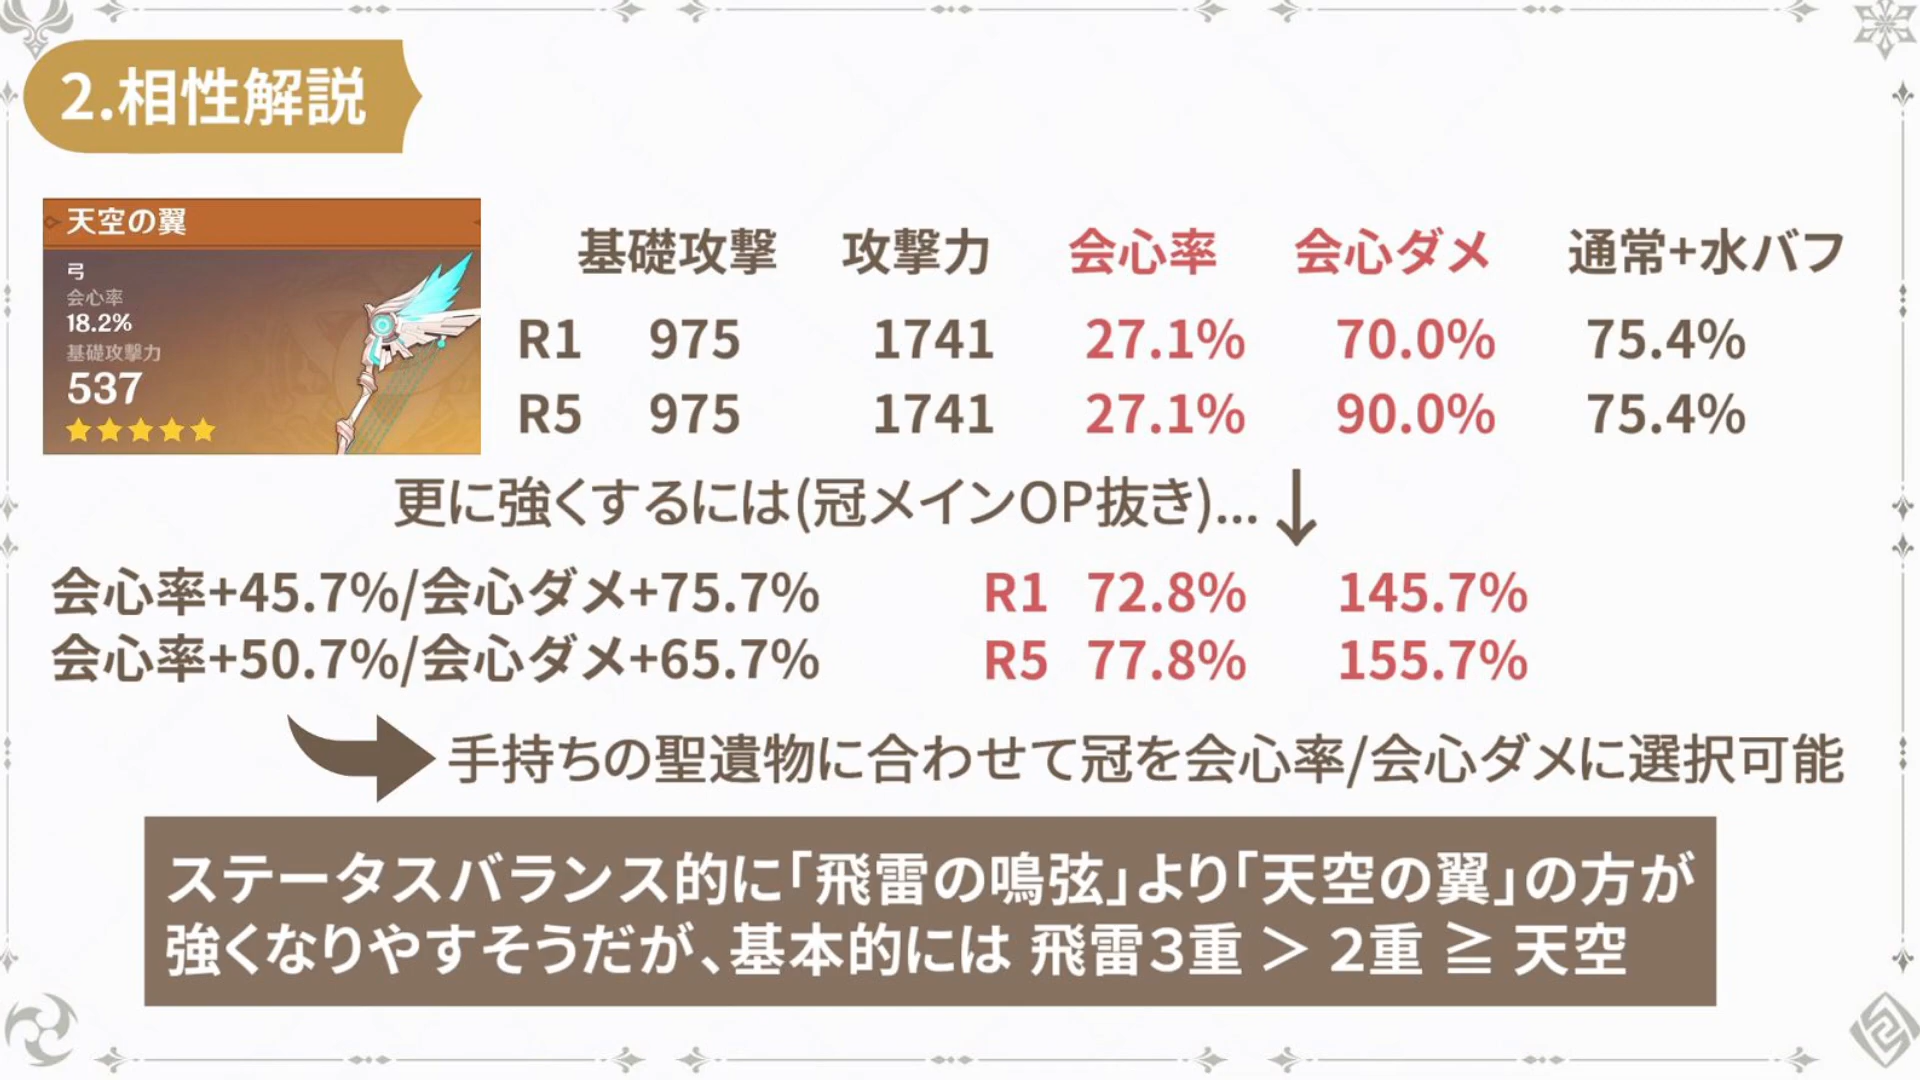 2.相性解説
天空の翼
弓
会心率
18.2%
基礎攻撃力
537
基礎攻撃 攻撃力 会心率 会心ダメ 通常+水バフ
R1 975 1741 27.1% 70.0% 75.4%
R5 975 1741 27.1% 90.0% 75.4%
更に強くするには(冠メインOP抜き)...↓
会心率+45.7%/会心ダメ+75.7% R1 72.8% 145.7%
会心率+50.7%/会心ダメ+65.7% R5 77.8% 155.7%
手持ちの聖遺物に合わせて冠を会心率/会心ダメに選択可能
ステータスバランス的に「飛雷の鳴弦」より「天空の翼」の方が
強くなりやすそうだが、基本的には 飛雷３重 ＞ ２重 ≧ 天空